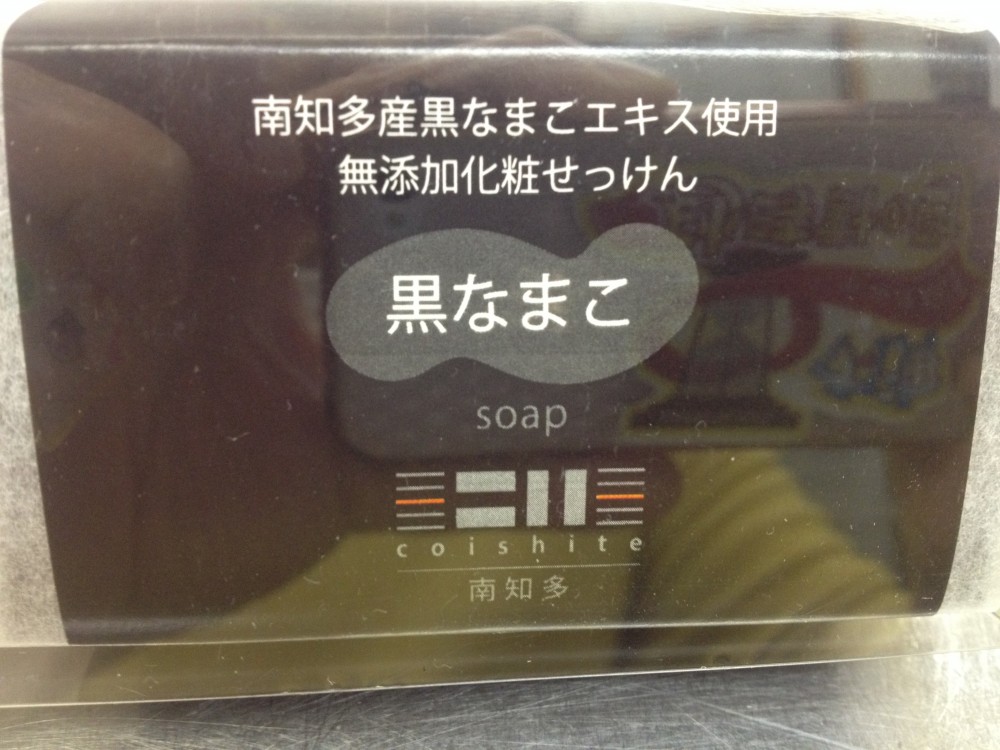 南知多産黒なまこエキス使用
無添加化粧せっけん
黒なまこ
soap
coishite
南知多